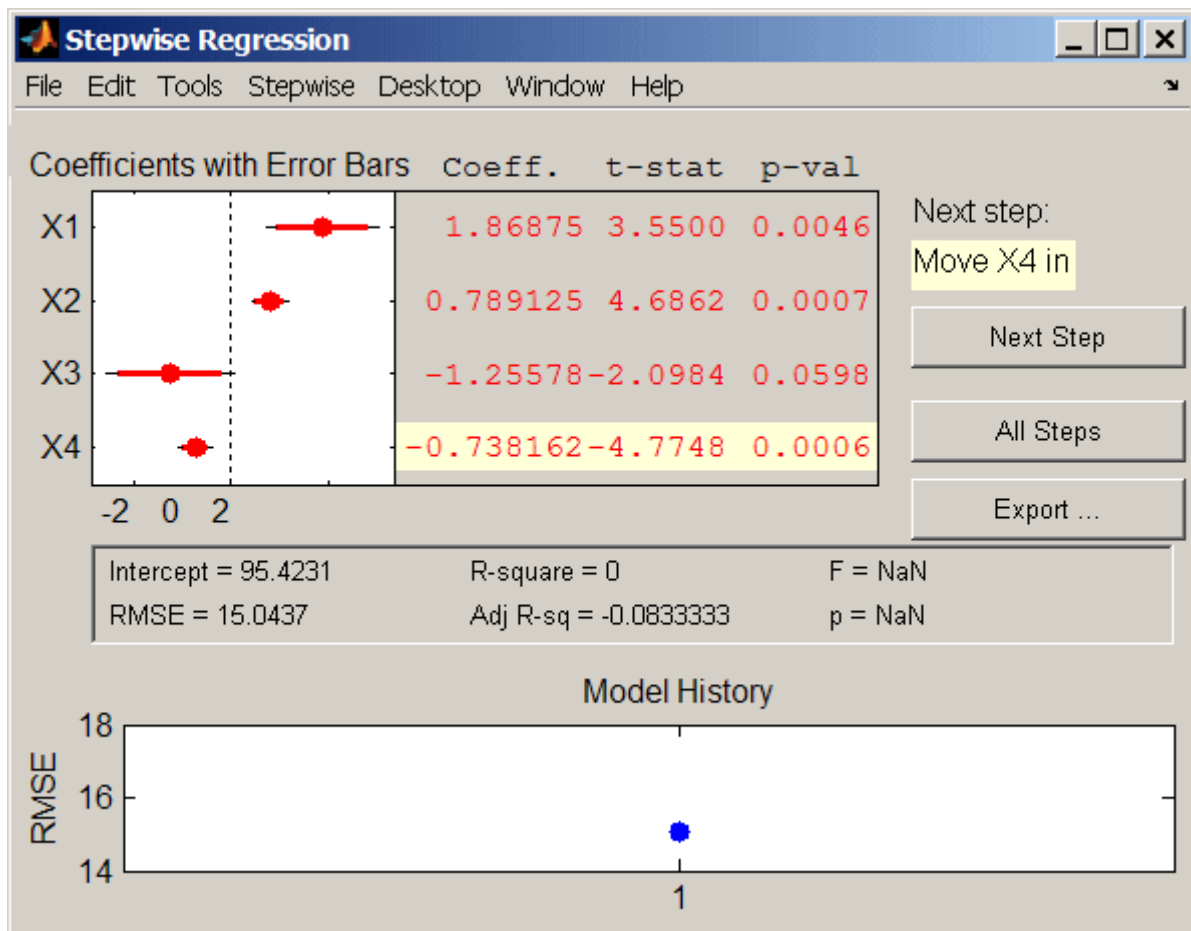 Stepwise Regression
File Edit Tools Stepwise Desktop Window Help
Coefficients with Error Bars Coeff. t-stat p-val
X1 1.86875 3.5500 0.0046
X2 0.789125 4.6862 0.0007
X3 -1.25578 -2.0984 0.0598
X4 -0.738162 -4.7748 0.0006
-2 0 2
Next step:
Move X4 in
Next Step
All Steps
Export ...
Intercept = 95.4231 R-square = 0 F = NaN
RMSE = 15.0437 Adj R-sq = -0.0833333 p = NaN
Model History
RMSE
18
16
14
1